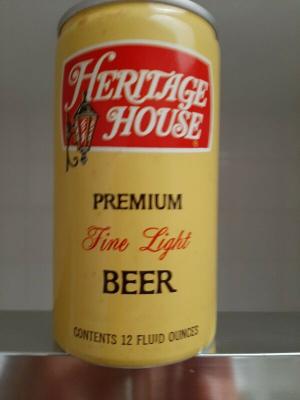 HERITAGE
HOUSE
PREMIUM
Fine Light
BEER
CONTENTS 12 FLUID OUNCES